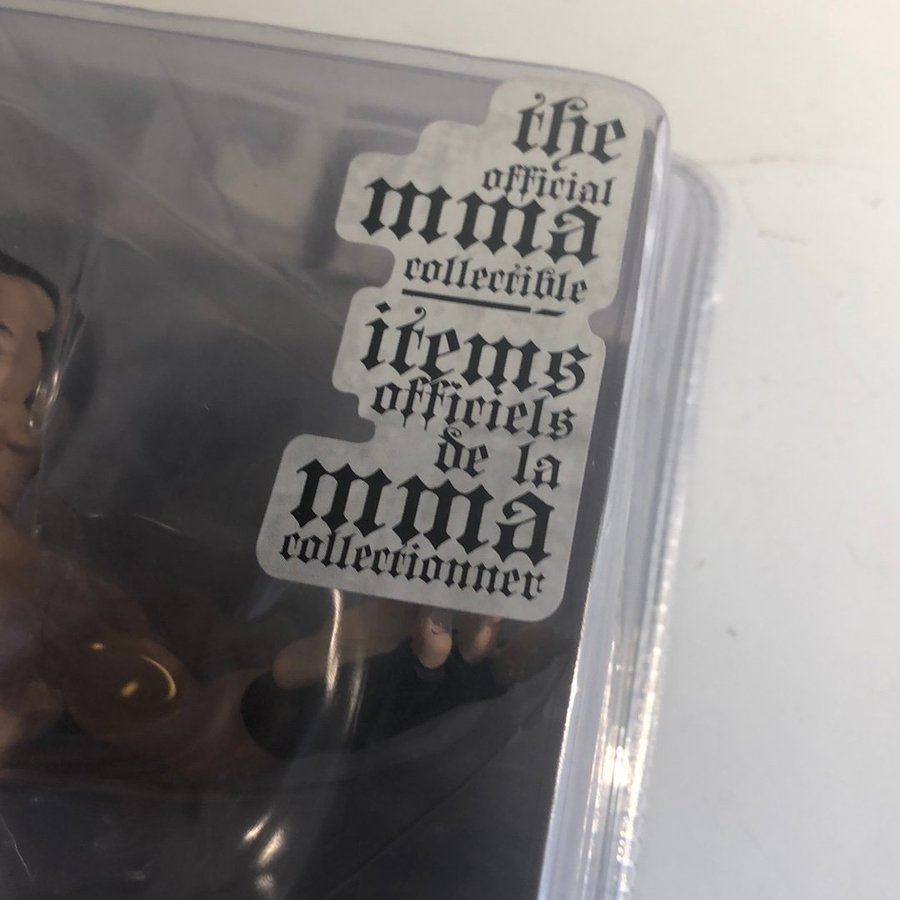 the
official
mma
collectible
items
officiels
de la
mma
collectionner